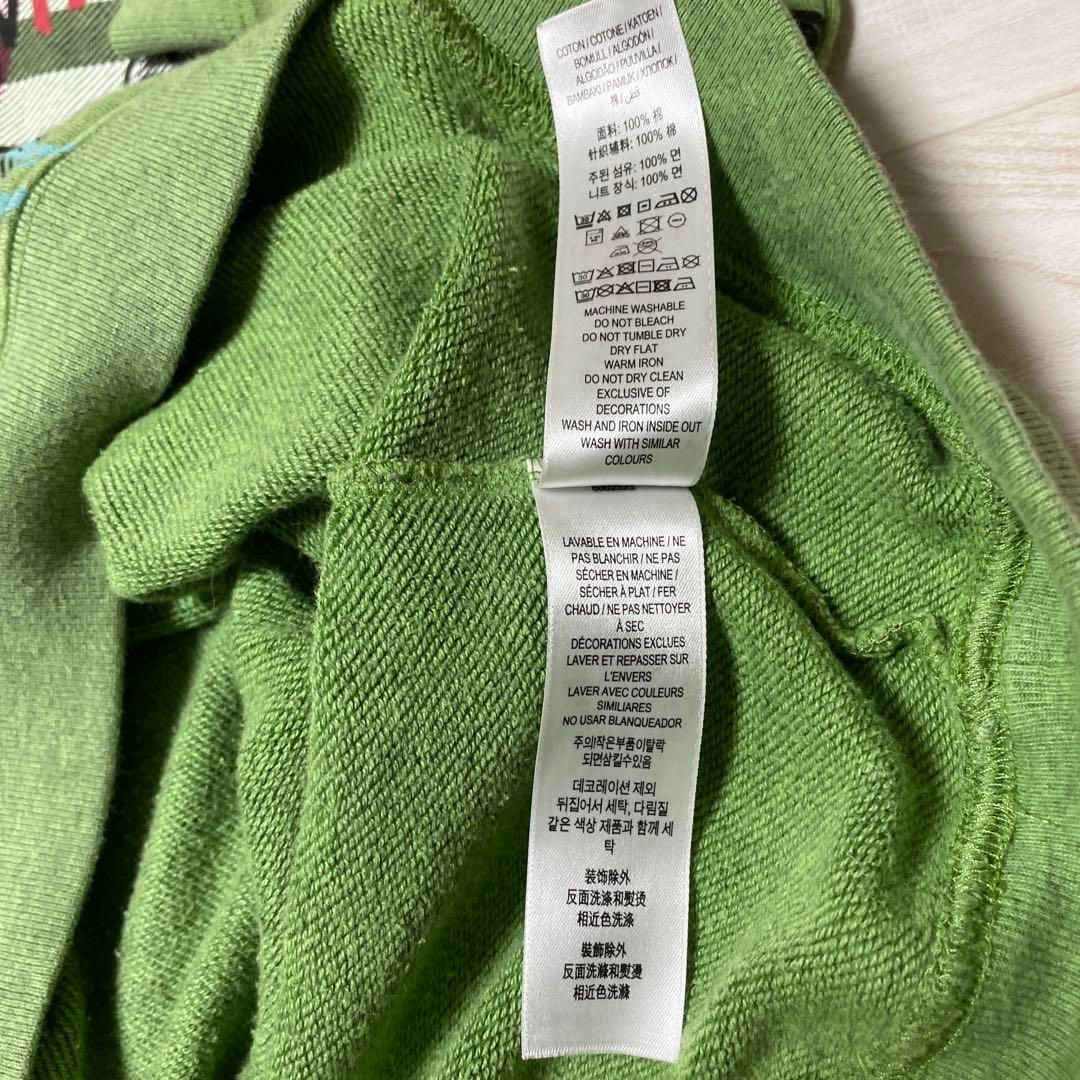 COTON / COTONE / KATOEN /
BOMULL / ALGODÓN /
ALGODÃO / PUUVILLA /
BAMBAKI / PAMUK / ХЛОПОК /
棉 / قطن
面料: 100% 棉
针织辅料: 100% 棉
주된 섬유: 100% 면
니트 장식: 100% 면
MACHINE WASHABLE
DO NOT BLEACH
DO NOT TUMBLE DRY
DRY FLAT
WARM IRON
DO NOT DRY CLEAN
EXCLUSIVE OF
DECORATIONS
WASH AND IRON INSIDE OUT
WASH WITH SIMILAR
COLOURS
LAVABLE EN MACHINE / NE
PAS BLANCHIR / NE PAS
SÉCHER EN MACHINE /
SÉCHER À PLAT / FER
CHAUD / NE PAS NETTOYER
À SEC
DÉCORATIONS EXCLUES
LAVER ET REPASSER SUR
L'ENVERS
LAVER AVEC COULEURS
SIMILIARES
NO USAR BLANQUEADOR
주의!작은부품이탈락
되면삼킬수있음
데코레이션 제외
뒤집어서 세탁, 다림질
같은 색상 제품과 함께 세
탁
装饰除外
反面洗涤和熨烫
相近色洗涤
裝飾除外
反面洗滌和熨燙
相近色洗滌